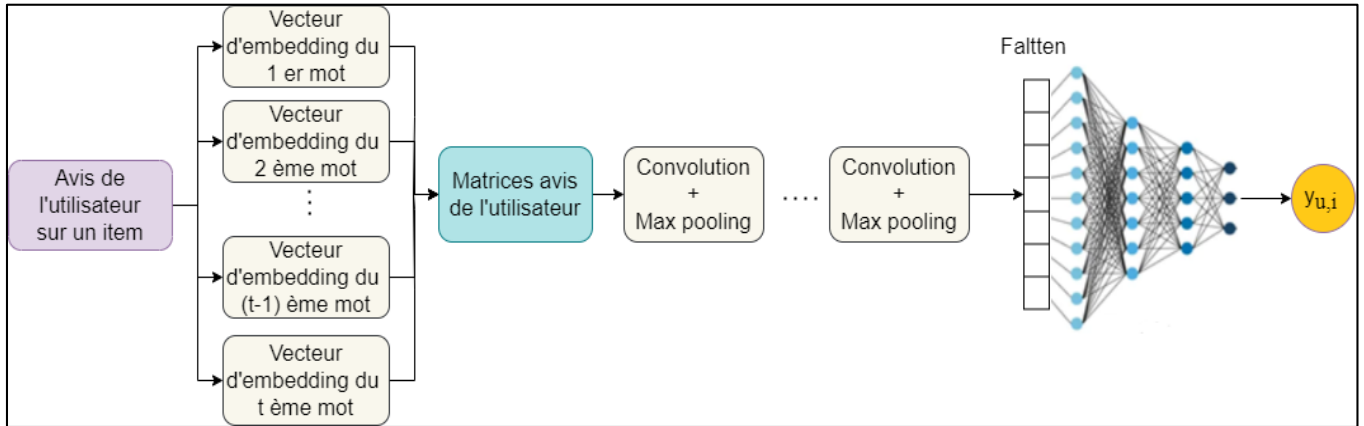 Avis de
l'utilisateur
sur un item
Vecteur
d'embedding du
1 er mot
Vecteur
d'embedding du
2 ème mot
⋮
Vecteur
d'embedding du
(t-1) ème mot
Vecteur
d'embedding du
t ème mot
Matrices avis
de l'utilisateur
Convolution
+
Max pooling
....
Convolution
+
Max pooling
Faltten
yu,i